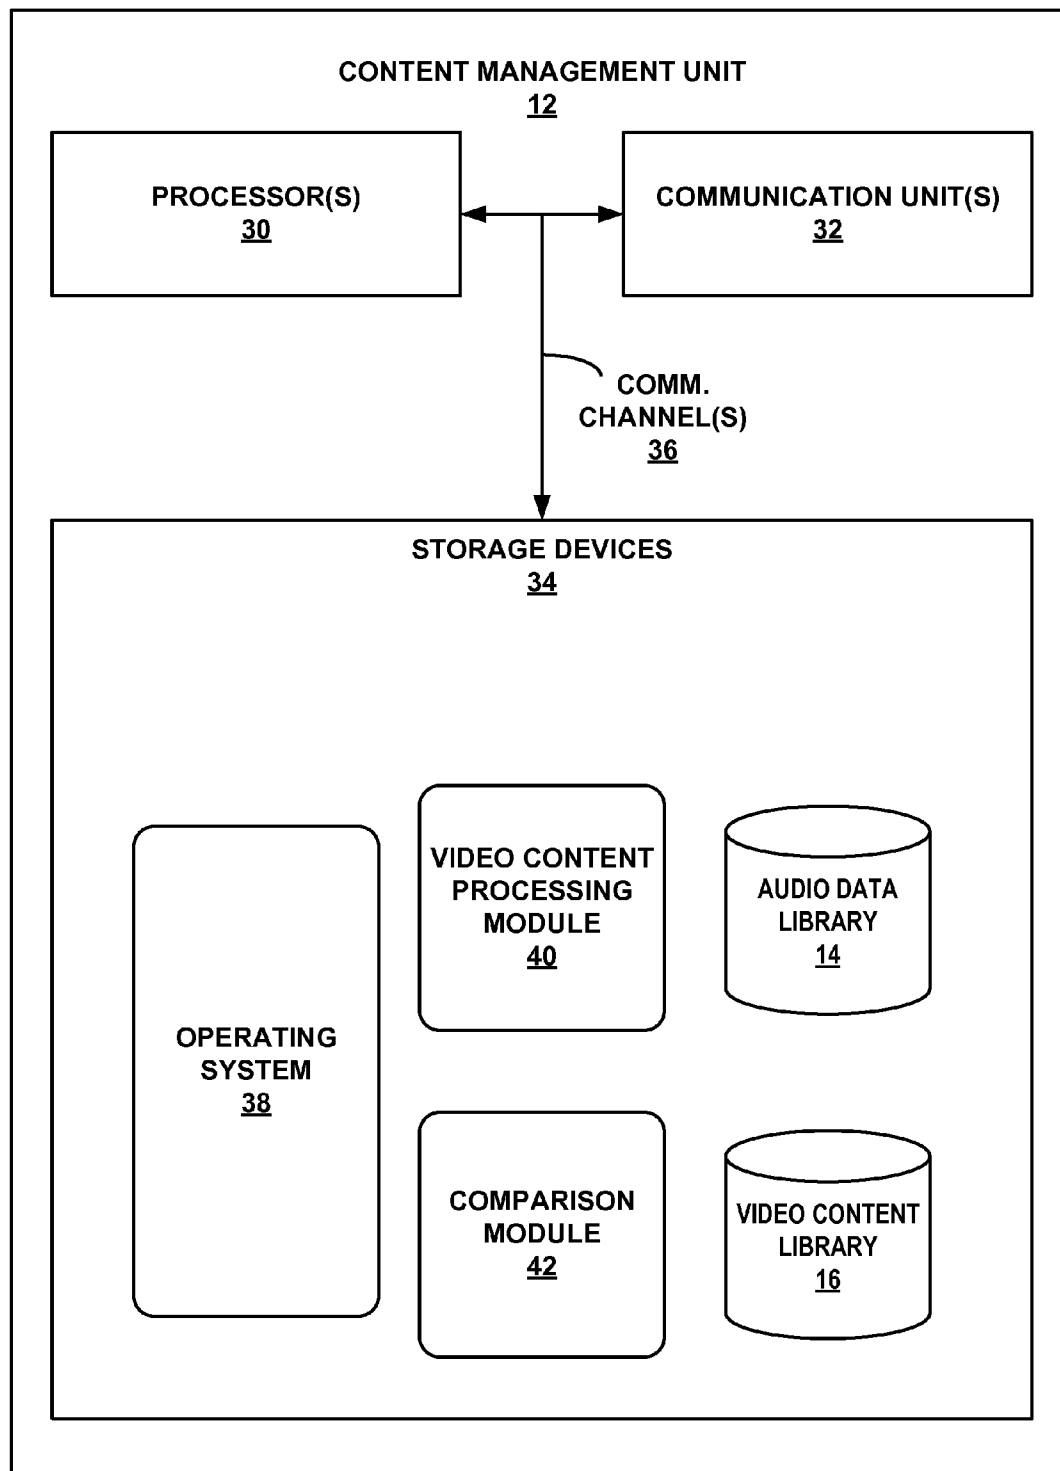 CONTENT MANAGEMENT UNIT
12
PROCESSOR(S)
30
COMMUNICATION UNIT(S)
32
COMM.
CHANNEL(S)
36
STORAGE DEVICES
34
OPERATING
SYSTEM
38
VIDEO CONTENT
PROCESSING
MODULE
40
AUDIO DATA
LIBRARY
14
COMPARISON
MODULE
42
VIDEO CONTENT
LIBRARY
16